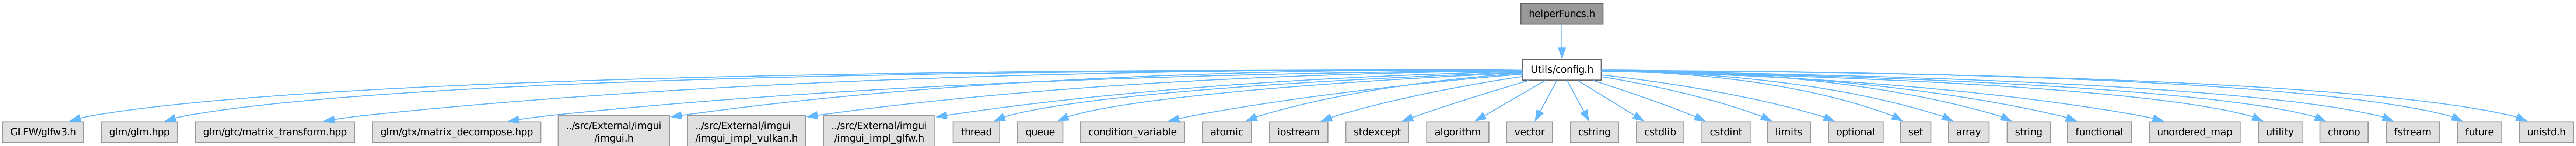 helperFuncs.h
Utils/config.h
GLFW/glfw3.h
glm/glm.hpp
glm/gtc/matrix_transform.hpp
glm/gtx/matrix_decompose.hpp
../src/External/imgui
/imgui.h
../src/External/imgui
/imgui_impl_vulkan.h
../src/External/imgui
/imgui_impl_glfw.h
thread
queue
condition_variable
atomic
iostream
stdexcept
algorithm
vector
cstring
cstdlib
cstdint
limits
optional
set
array
string
functional
unordered_map
utility
chrono
fstream
future
unistd.h